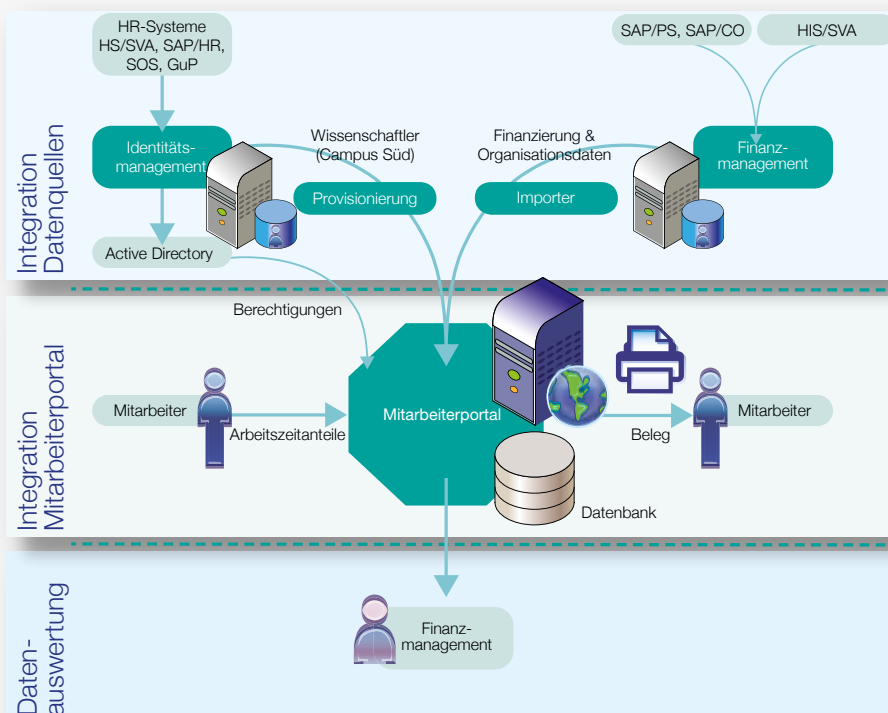 HR-Systeme
HS/SVA, SAP/HR,
SOS, GuP
SAP/PS, SAP/CO
HIS/SVA
Integration
Datenquellen
Identitäts-
management
Wissenschaftler
(Campus Süd)
Provisionierung
Finanzierung &
Organisationsdaten
Importer
Finanz-
management
Active Directory
Berechtigungen
Integration
Mitarbeiterportal
Mitarbeiter
Arbeitszeitanteile
Mitarbeiterportal
Beleg
Mitarbeiter
Datenbank
Daten-
auswertung
Finanz-
management